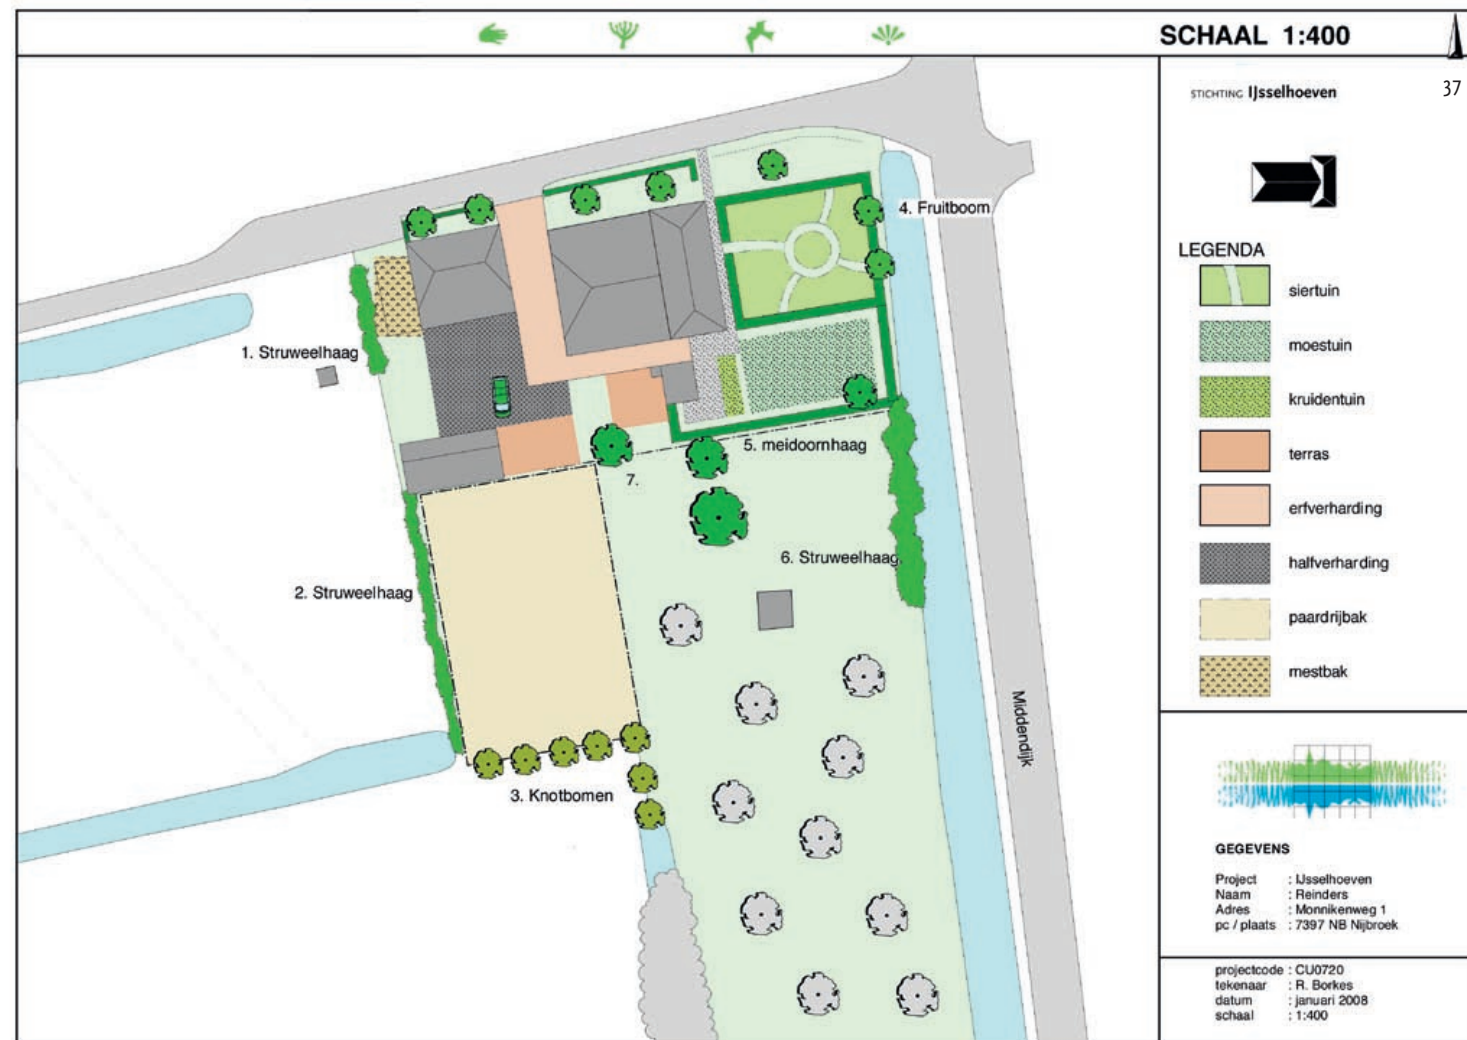 SCHAAL 1:400
37
STICHTING IJsselhoeven
4. Fruitboom
LEGENDA
siertuin
1. Struweelhaag
moestuin
kruidentuin
5. meidoornhaag
terras
7.
erfverharding
6. Struweelhaag
halfverharding
2. Struweelhaag
paardrijbak
mestbak
Middendijk
3. Knotbomen
GEGEVENS
Project : IJsselhoeven
Naam : Reinders
Adres : Monnikenweg 1
pc / plaats : 7397 NB Nijbroek
projectcode : CU0720
tekenaar : R. Borkes
datum : januari 2008
schaal : 1:400